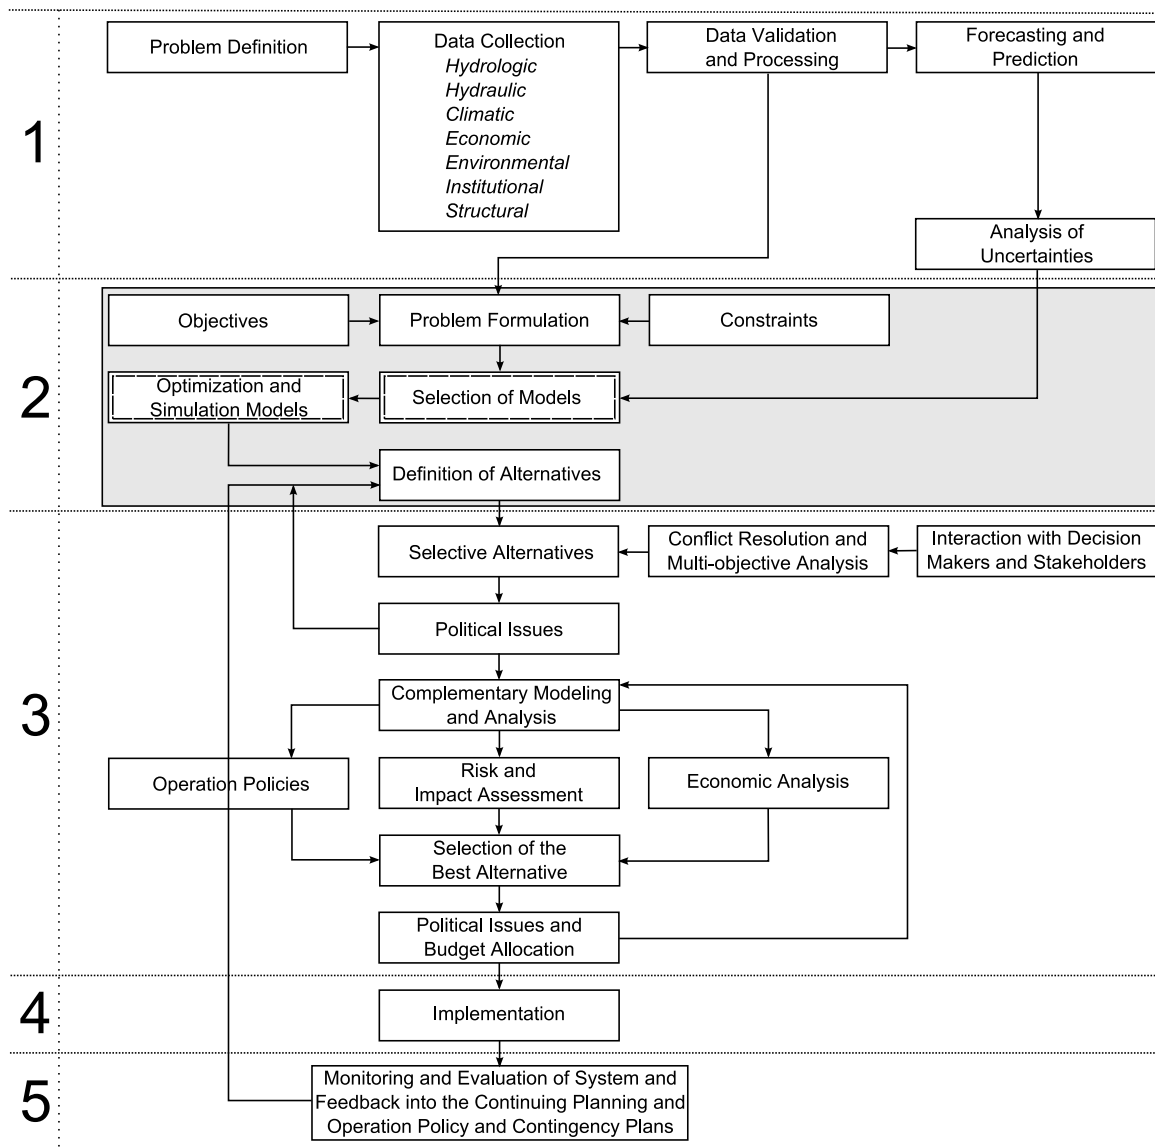 1
Problem Definition
Data Collection
Hydrologic
Hydraulic
Climatic
Economic
Environmental
Institutional
Structural
Data Validation
and Processing
Forecasting and
Prediction
Analysis of
Uncertainties
2
Objectives
Problem Formulation
Constraints
Optimization and
Simulation Models
Selection of Models
Definition of Alternatives
3
Selective Alternatives
Conflict Resolution and
Multi-objective Analysis
Interaction with Decision
Makers and Stakeholders
Political Issues
Complementary Modeling
and Analysis
Operation Policies
Risk and
Impact Assessment
Economic Analysis
Selection of the
Best Alternative
Political Issues and
Budget Allocation
4
Implementation
5
Monitoring and Evaluation of System and
Feedback into the Continuing Planning and
Operation Policy and Contingency Plans